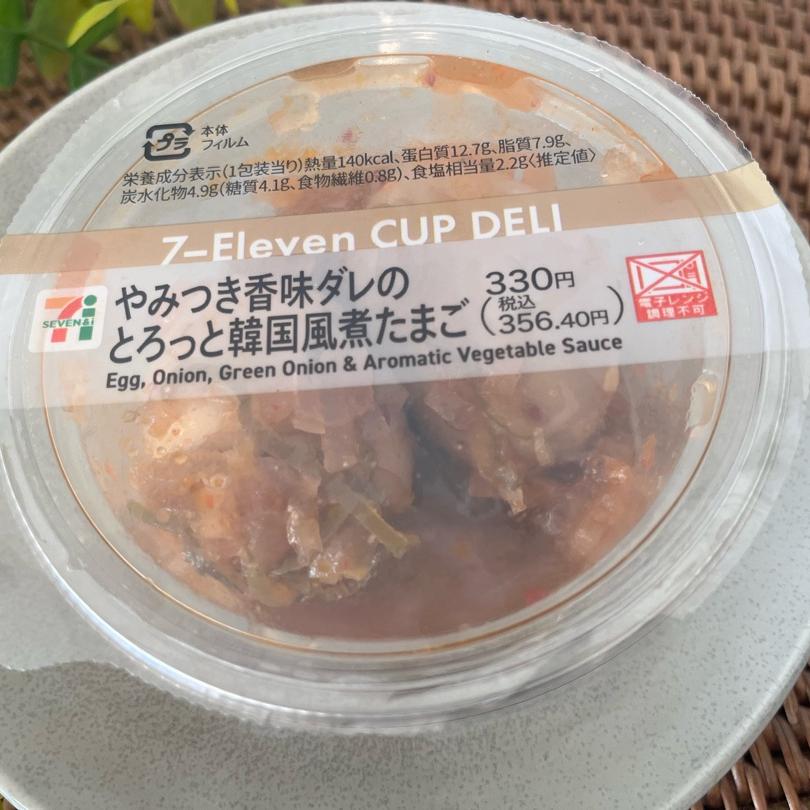 プラ
本体
フィルム
栄養成分表示(1包装当り)熱量140kcal、蛋白質12.7g、脂質7.9g、
炭水化物4.9g(糖質4.1g、食物繊維0.8g)、食塩相当量2.2g〈推定値〉
7-Eleven CUP DELI
SEVEN&i
やみつき香味ダレの
とろっと韓国風煮たまご
330円
(税込
356.40円)
電子レンジ
調理不可
Egg, Onion, Green Onion & Aromatic Vegetable Sauce